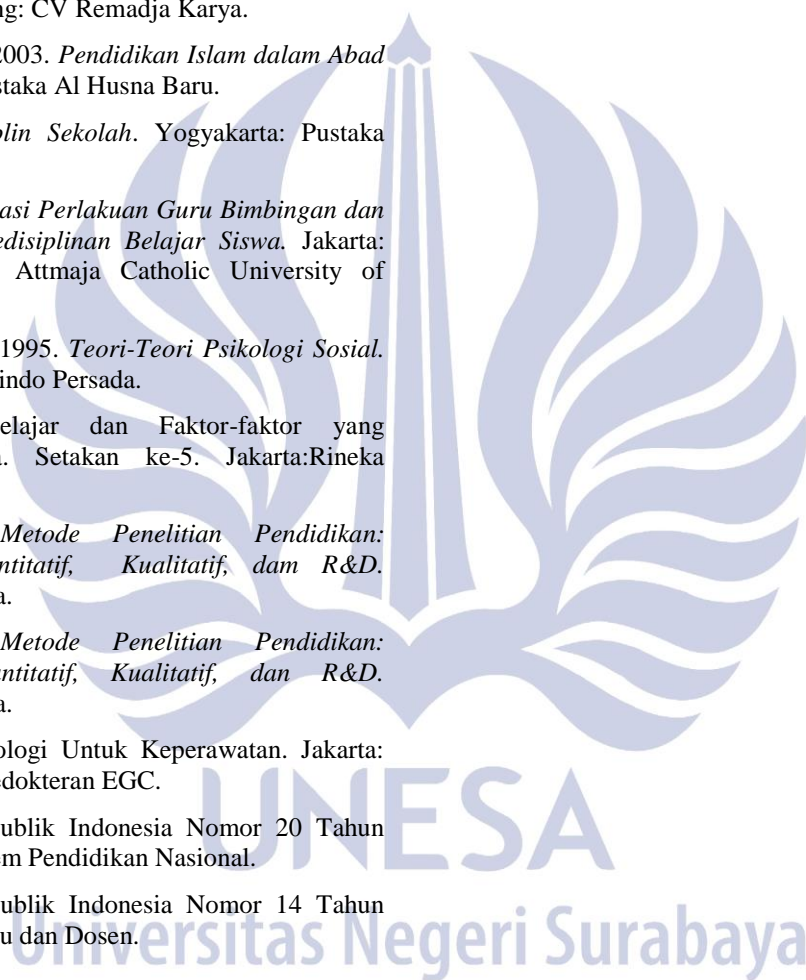 ng: CV Remadja Karya.
2003. Pendidikan Islam dalam Abad
staka Al Husna Baru.
plin Sekolah. Yogyakarta: Pustaka
asi Perlakuan Guru Bimbingan dan
edisiplinan Belajar Siswa. Jakarta:
Attmaja Catholic University of
1995. Teori-Teori Psikologi Sosial.
indo Persada.
elajar dan Faktor-faktor yang
a. Setakan ke-5. Jakarta:Rineka
Metode Penelitian Pendidikan:
ntitatif, Kualitatif, dam R&D.
a.
Metode Penelitian Pendidikan:
antitatif, Kualitatif, dan R&D.
a.
ologi Untuk Keperawatan. Jakarta:
edokteran EGC.
ublik Indonesia Nomor 20 Tahun
em Pendidikan Nasional.
ublik Indonesia Nomor 14 Tahun
u dan Dosen.
UNESA
Universitas Negeri Surabaya